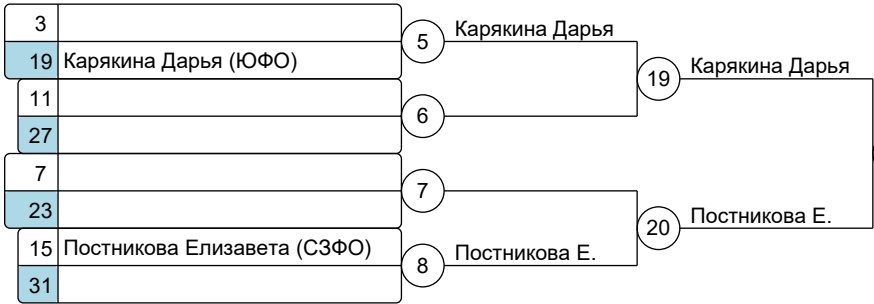 3
19 Карякина Дарья (ЮФО)
11
27
7
23
15 Постникова Елизавета (СЗФО)
31
5 Карякина Дарья
6
7
8 Постникова Е.
19 Карякина Дарья
20 Постникова Е.